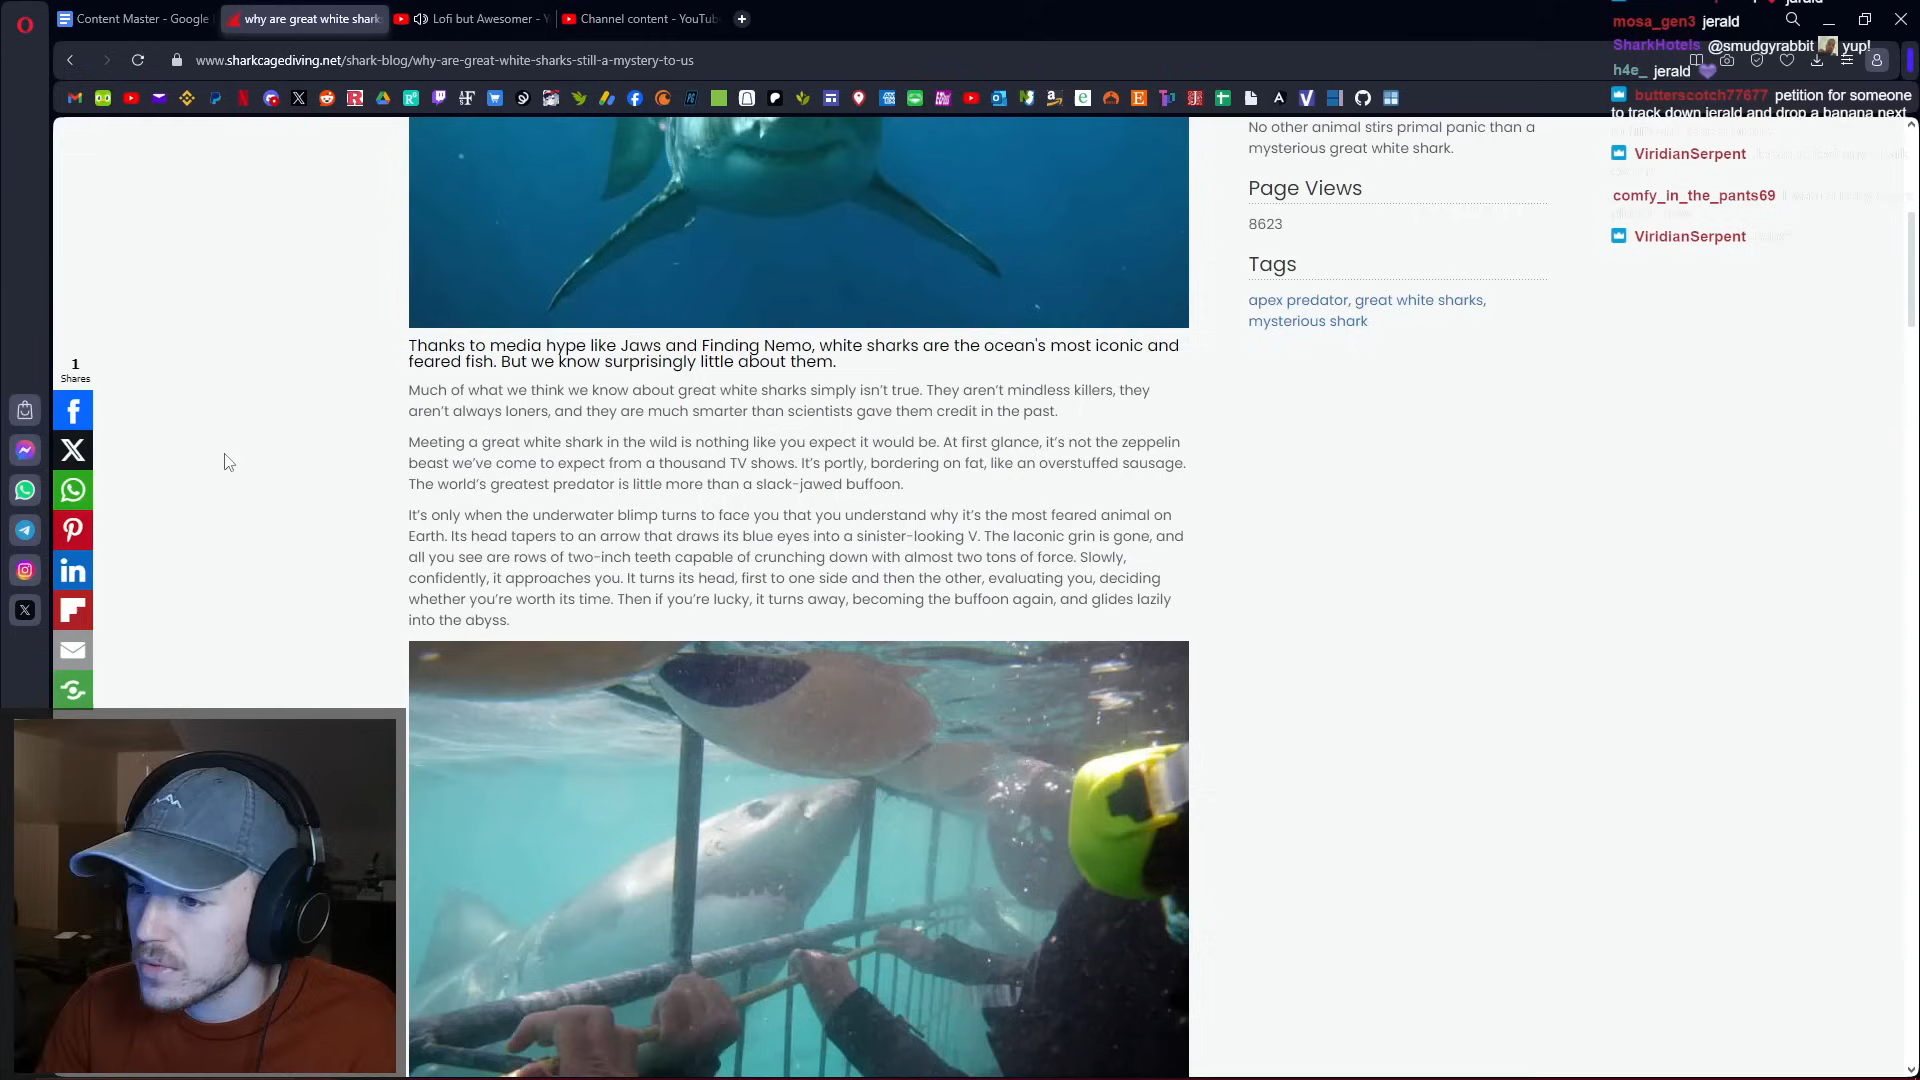 Content Master - Google
why are great white shark
Lofi but Awesomer - Y
Channel content - YouTub
www.sharkcagediving.net/shark-blog/why-are-great-white-sharks-still-a-mystery-to-us
jerald
mosa_gen3 jerald
SharkHotels @smudgyrabbit yup!
h4e_ jerald
butterscotch77677 petition for someone
to track down jerald and drop a banana next
ViridianSerpent
comfy_in_the_pants69
ViridianSerpent
No other animal stirs primal panic than a
mysterious great white shark.
Page Views
8623
Tags
apex predator, great white sharks,
mysterious shark
1
Shares
Thanks to media hype like Jaws and Finding Nemo, white sharks are the ocean's most iconic and
feared fish. But we know surprisingly little about them.
Much of what we think we know about great white sharks simply isn’t true. They aren’t mindless killers, they
aren’t always loners, and they are much smarter than scientists gave them credit in the past.
Meeting a great white shark in the wild is nothing like you expect it would be. At first glance, it’s not the zeppelin
beast we’ve come to expect from a thousand TV shows. It’s portly, bordering on fat, like an overstuffed sausage.
The world’s greatest predator is little more than a slack-jawed buffoon.
It’s only when the underwater blimp turns to face you that you understand why it’s the most feared animal on
Earth. Its head tapers to an arrow that draws its blue eyes into a sinister-looking V. The laconic grin is gone, and
all you see are rows of two-inch teeth capable of crunching down with almost two tons of force. Slowly,
confidently, it approaches you. It turns its head, first to one side and then the other, evaluating you, deciding
whether you’re worth its time. Then if you’re lucky, it turns away, becoming the buffoon again, and glides lazily
into the abyss.